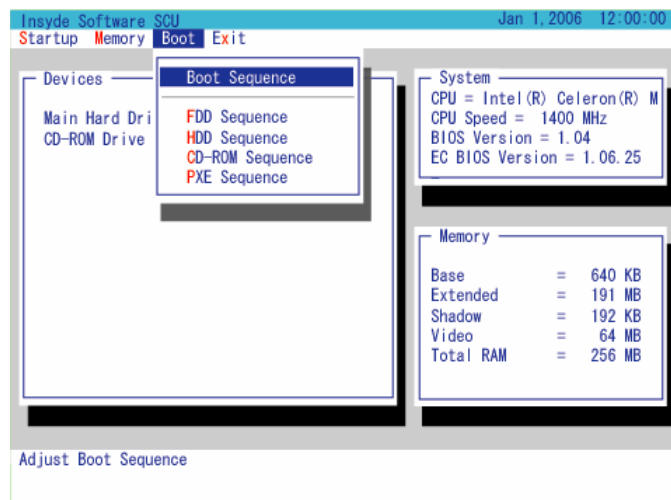 Insyde Software SCU Jan 1,2006 12:00:00
Startup Memory Boot Exit
Devices
Main Hard Dri
CD-ROM Drive
Boot Sequence
FDD Sequence
HDD Sequence
CD-ROM Sequence
PXE Sequence
System
CPU = Intel(R) Celeron(R) M
CPU Speed = 1400 MHz
BIOS Version = 1.04
EC BIOS Version = 1.06.25
Memory
Base = 640 KB
Extended = 191 MB
Shadow = 192 KB
Video = 64 MB
Total RAM = 256 MB
Adjust Boot Sequence